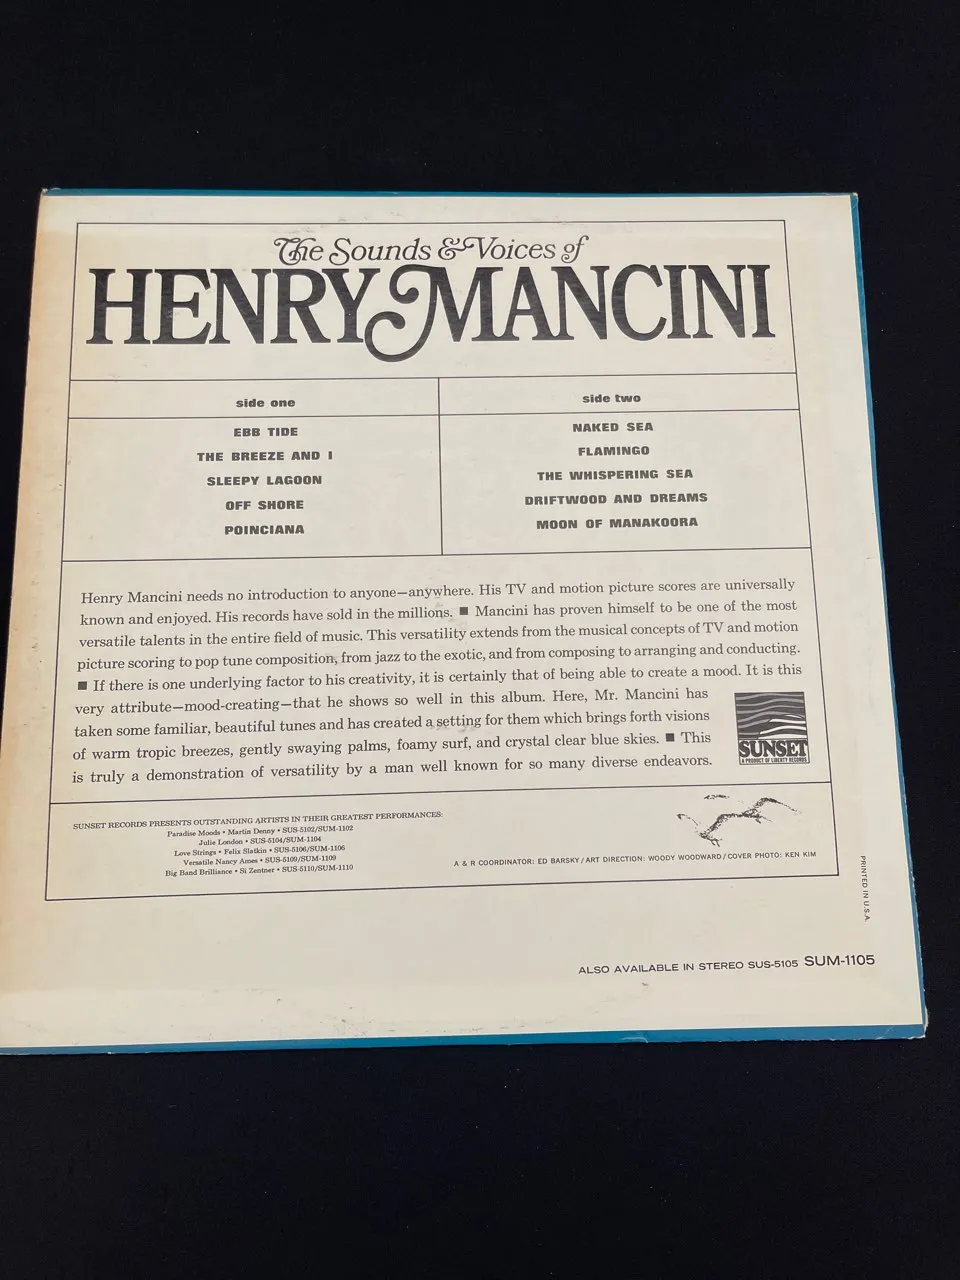 The Sounds & Voices of
HENRY MANCINI
side one
EBB TIDE
THE BREEZE AND I
SLEEPY LAGOON
OFF SHORE
POINCIANA
side two
NAKED SEA
FLAMINGO
THE WHISPERING SEA
DRIFTWOOD AND DREAMS
MOON OF MANAKOORA
Henry Mancini needs no introduction to anyone—anywhere. His TV and motion picture scores are universally
known and enjoyed. His records have sold in the millions. ■ Mancini has proven himself to be one of the most
versatile talents in the entire field of music. This versatility extends from the musical concepts of TV and motion
picture scoring to pop tune composition, from jazz to the exotic, and from composing to arranging and conducting.
■ If there is one underlying factor to his creativity, it is certainly that of being able to create a mood. It is this
very attribute—mood-creating—that he shows so well in this album. Here, Mr. Mancini has
taken some familiar, beautiful tunes and has created a setting for them which brings forth visions
of warm tropic breezes, gently swaying palms, foamy surf, and crystal clear blue skies. ■ This
is truly a demonstration of versatility by a man well known for so many diverse endeavors.
SUNSET
A PRODUCT OF LIBERTY RECORDS
SUNSET RECORDS PRESENTS OUTSTANDING ARTISTS IN THEIR GREATEST PERFORMANCES:
Paradise Moods • Martin Denny • SUS-5102/SUM-1102
Julie London • SUS-5104/SUM-1104
Love Strings • Felix Slatkin • SUS-5106/SUM-1106
Versatile Nancy Ames • SUS-5109/SUM-1109
Big Band Brilliance • Si Zentner • SUS-5110/SUM-1110
A & R COORDINATOR: ED BARSKY/ART DIRECTION: WOODY WOODWARD/COVER PHOTO: KEN KIM
PRINTED IN U.S.A.
ALSO AVAILABLE IN STEREO SUS-5105 SUM-1105